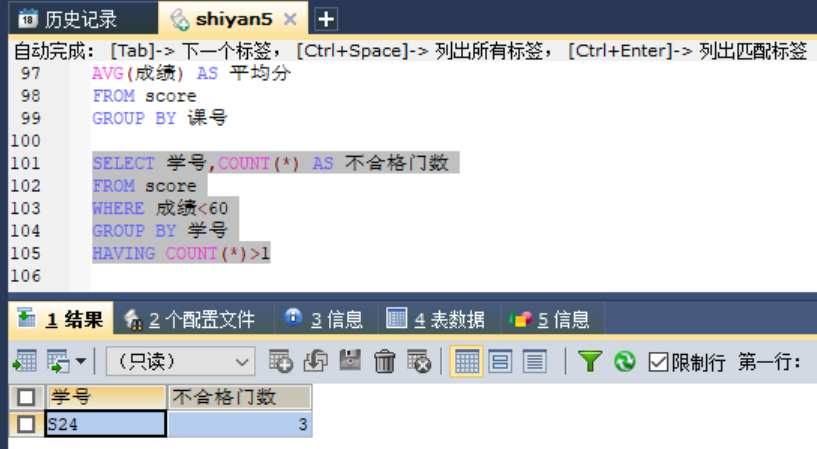 历史记录 shiyan5
自动完成： [Tab]-> 下一个标签， [Ctrl+Space]-> 列出所有标签， [Ctrl+Enter]-> 列出匹配标签
97 AVG(成绩) AS 平均分
98 FROM score
99 GROUP BY 课号
100
101 SELECT 学号,COUNT(*) AS 不合格门数
102 FROM score
103 WHERE 成绩<60
104 GROUP BY 学号
105 HAVING COUNT(*)>1
106
1 结果 2 个配置文件 3 信息 4 表数据 5 信息
（只读） 限制行 第一行:
学号 不合格门数
S24 3